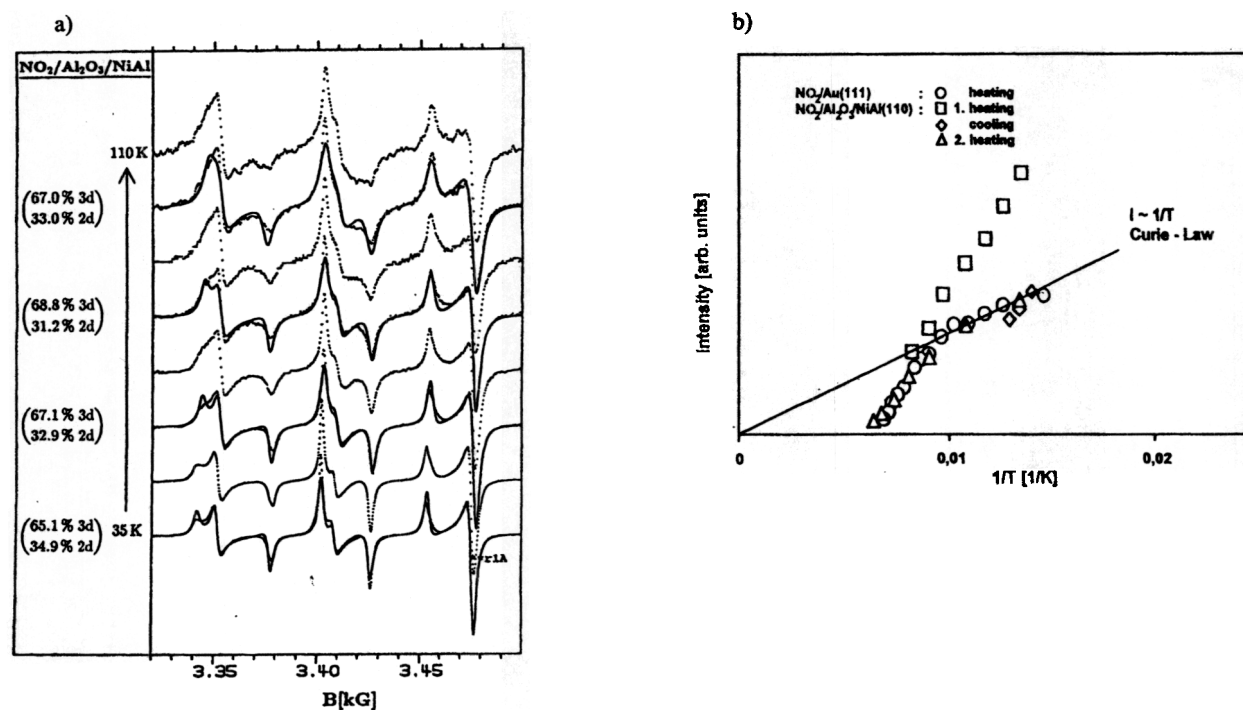 a)
NO₂/Al₂O₃/NiAl
110 K
(67.0 % 3d
33.0 % 2d)
(68.8 % 3d
31.2 % 2d)
(67.1 % 3d
32.9 % 2d)
(65.1 % 3d
34.9 % 2d)
35 K
3.35 3.40 3.45
B[kG]
b)
NO₂/Au(111) : ○ heating
NO₂/Al₂O₃/NiAl(110) : □ 1. heating
◇ cooling
△ 2. heating
I ~ 1/T
Curie - Law
Intensity [arb. units]
0 0,01 0,02
1/T [1/K]